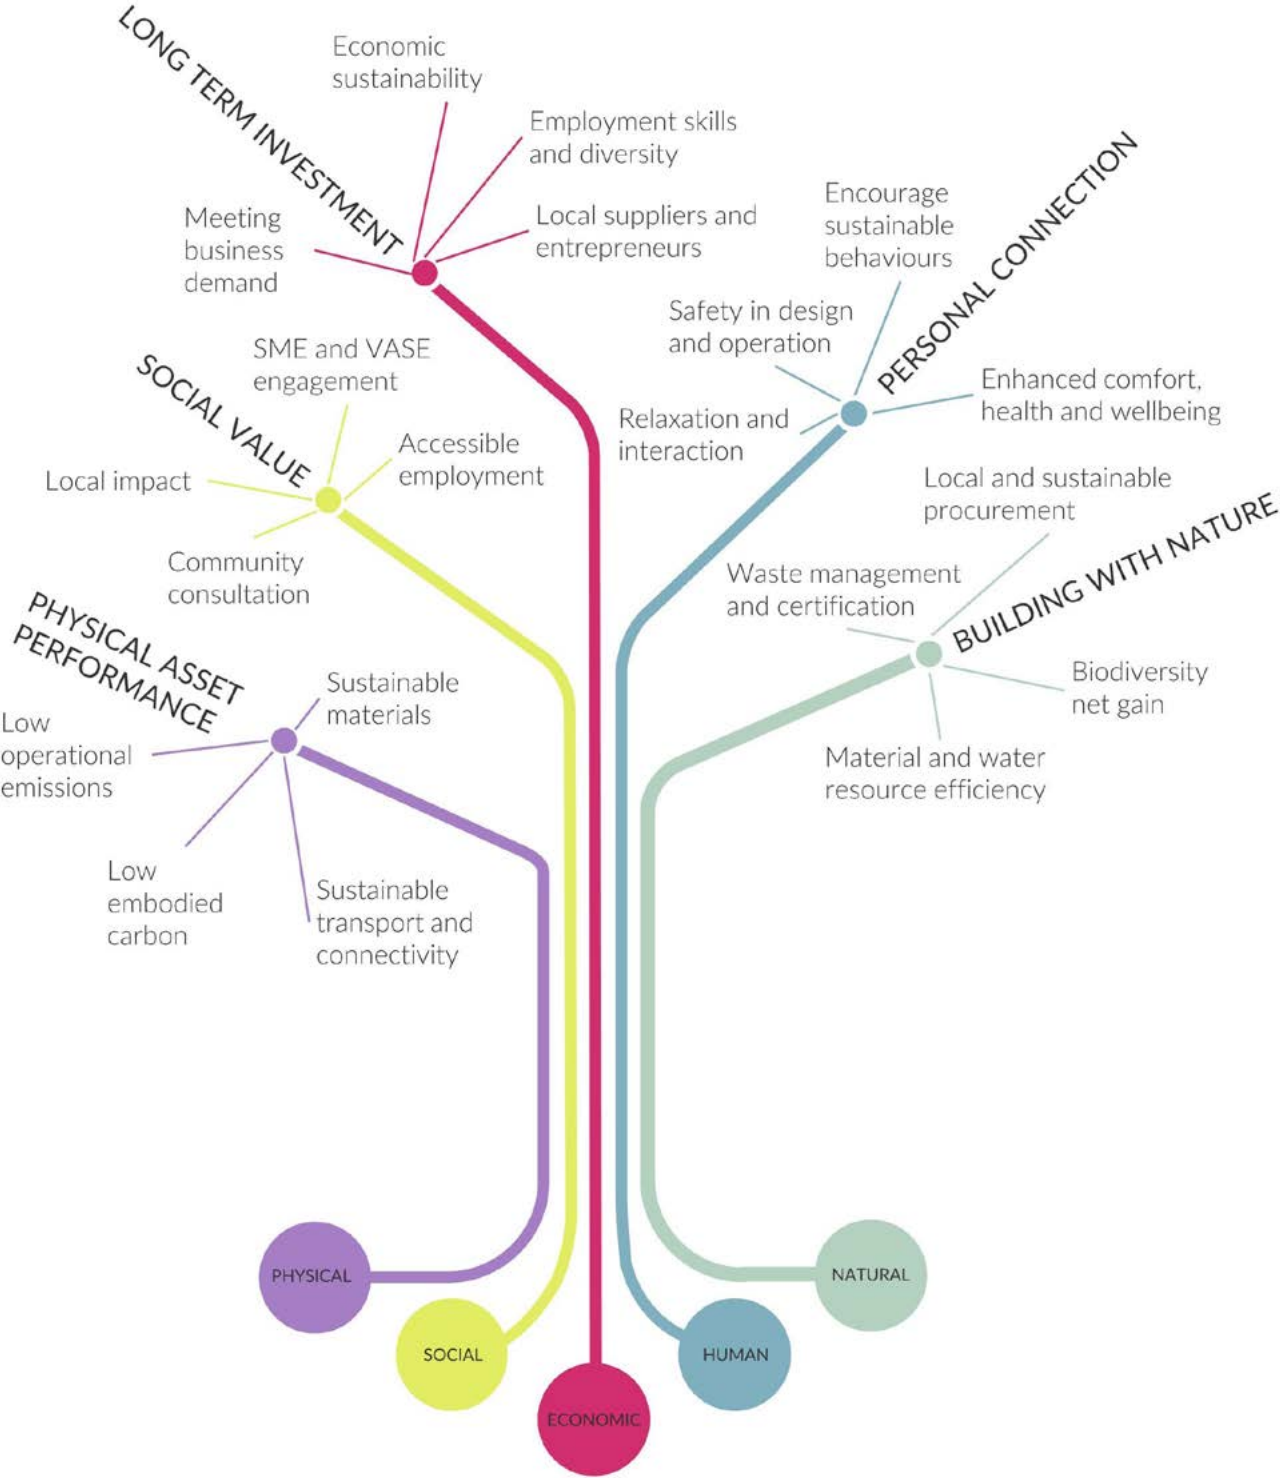 LONG TERM INVESTMENT
Economic
sustainability
Employment skills
and diversity
Local suppliers and
entrepreneurs
Meeting
business
demand
PERSONAL CONNECTION
Encourage
sustainable
behaviours
Safety in design
and operation
Relaxation and
interaction
Enhanced comfort,
health and wellbeing
SOCIAL VALUE
SME and VASE
engagement
Accessible
employment
Local impact
Community
consultation
BUILDING WITH NATURE
Local and sustainable
procurement
Waste management
and certification
Biodiversity
net gain
Material and water
resource efficiency
PHYSICAL ASSET
PERFORMANCE
Sustainable
materials
Low
operational
emissions
Low
embodied
carbon
Sustainable
transport and
connectivity
PHYSICAL
SOCIAL
ECONOMIC
HUMAN
NATURAL